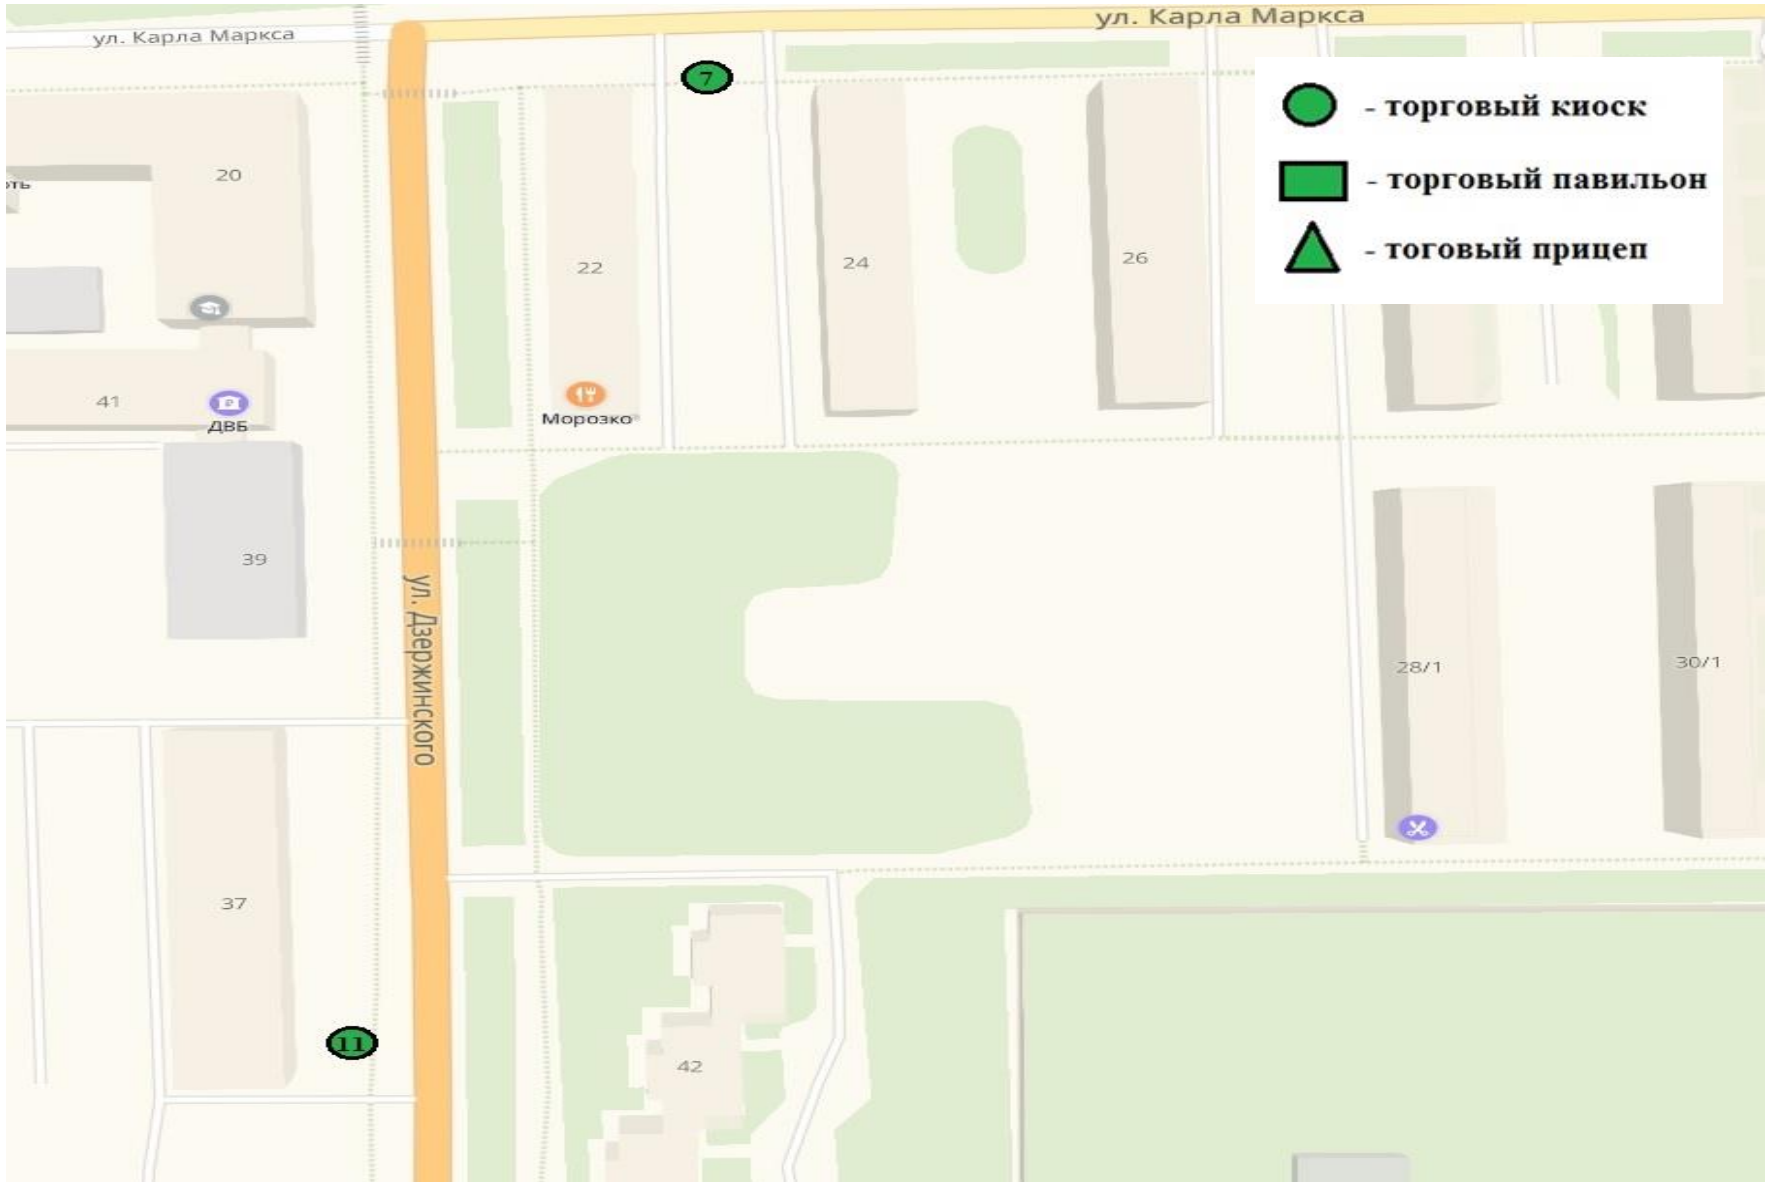 ул. Карла Маркса
ул. Карла Маркса
7
- торговый киоск
- торговый павильон
- тоговый прицеп
20
ть
22
24
26
41
ДВБ
Морозко
39
ул. Дзержинского
28/1
30/1
37
11
42